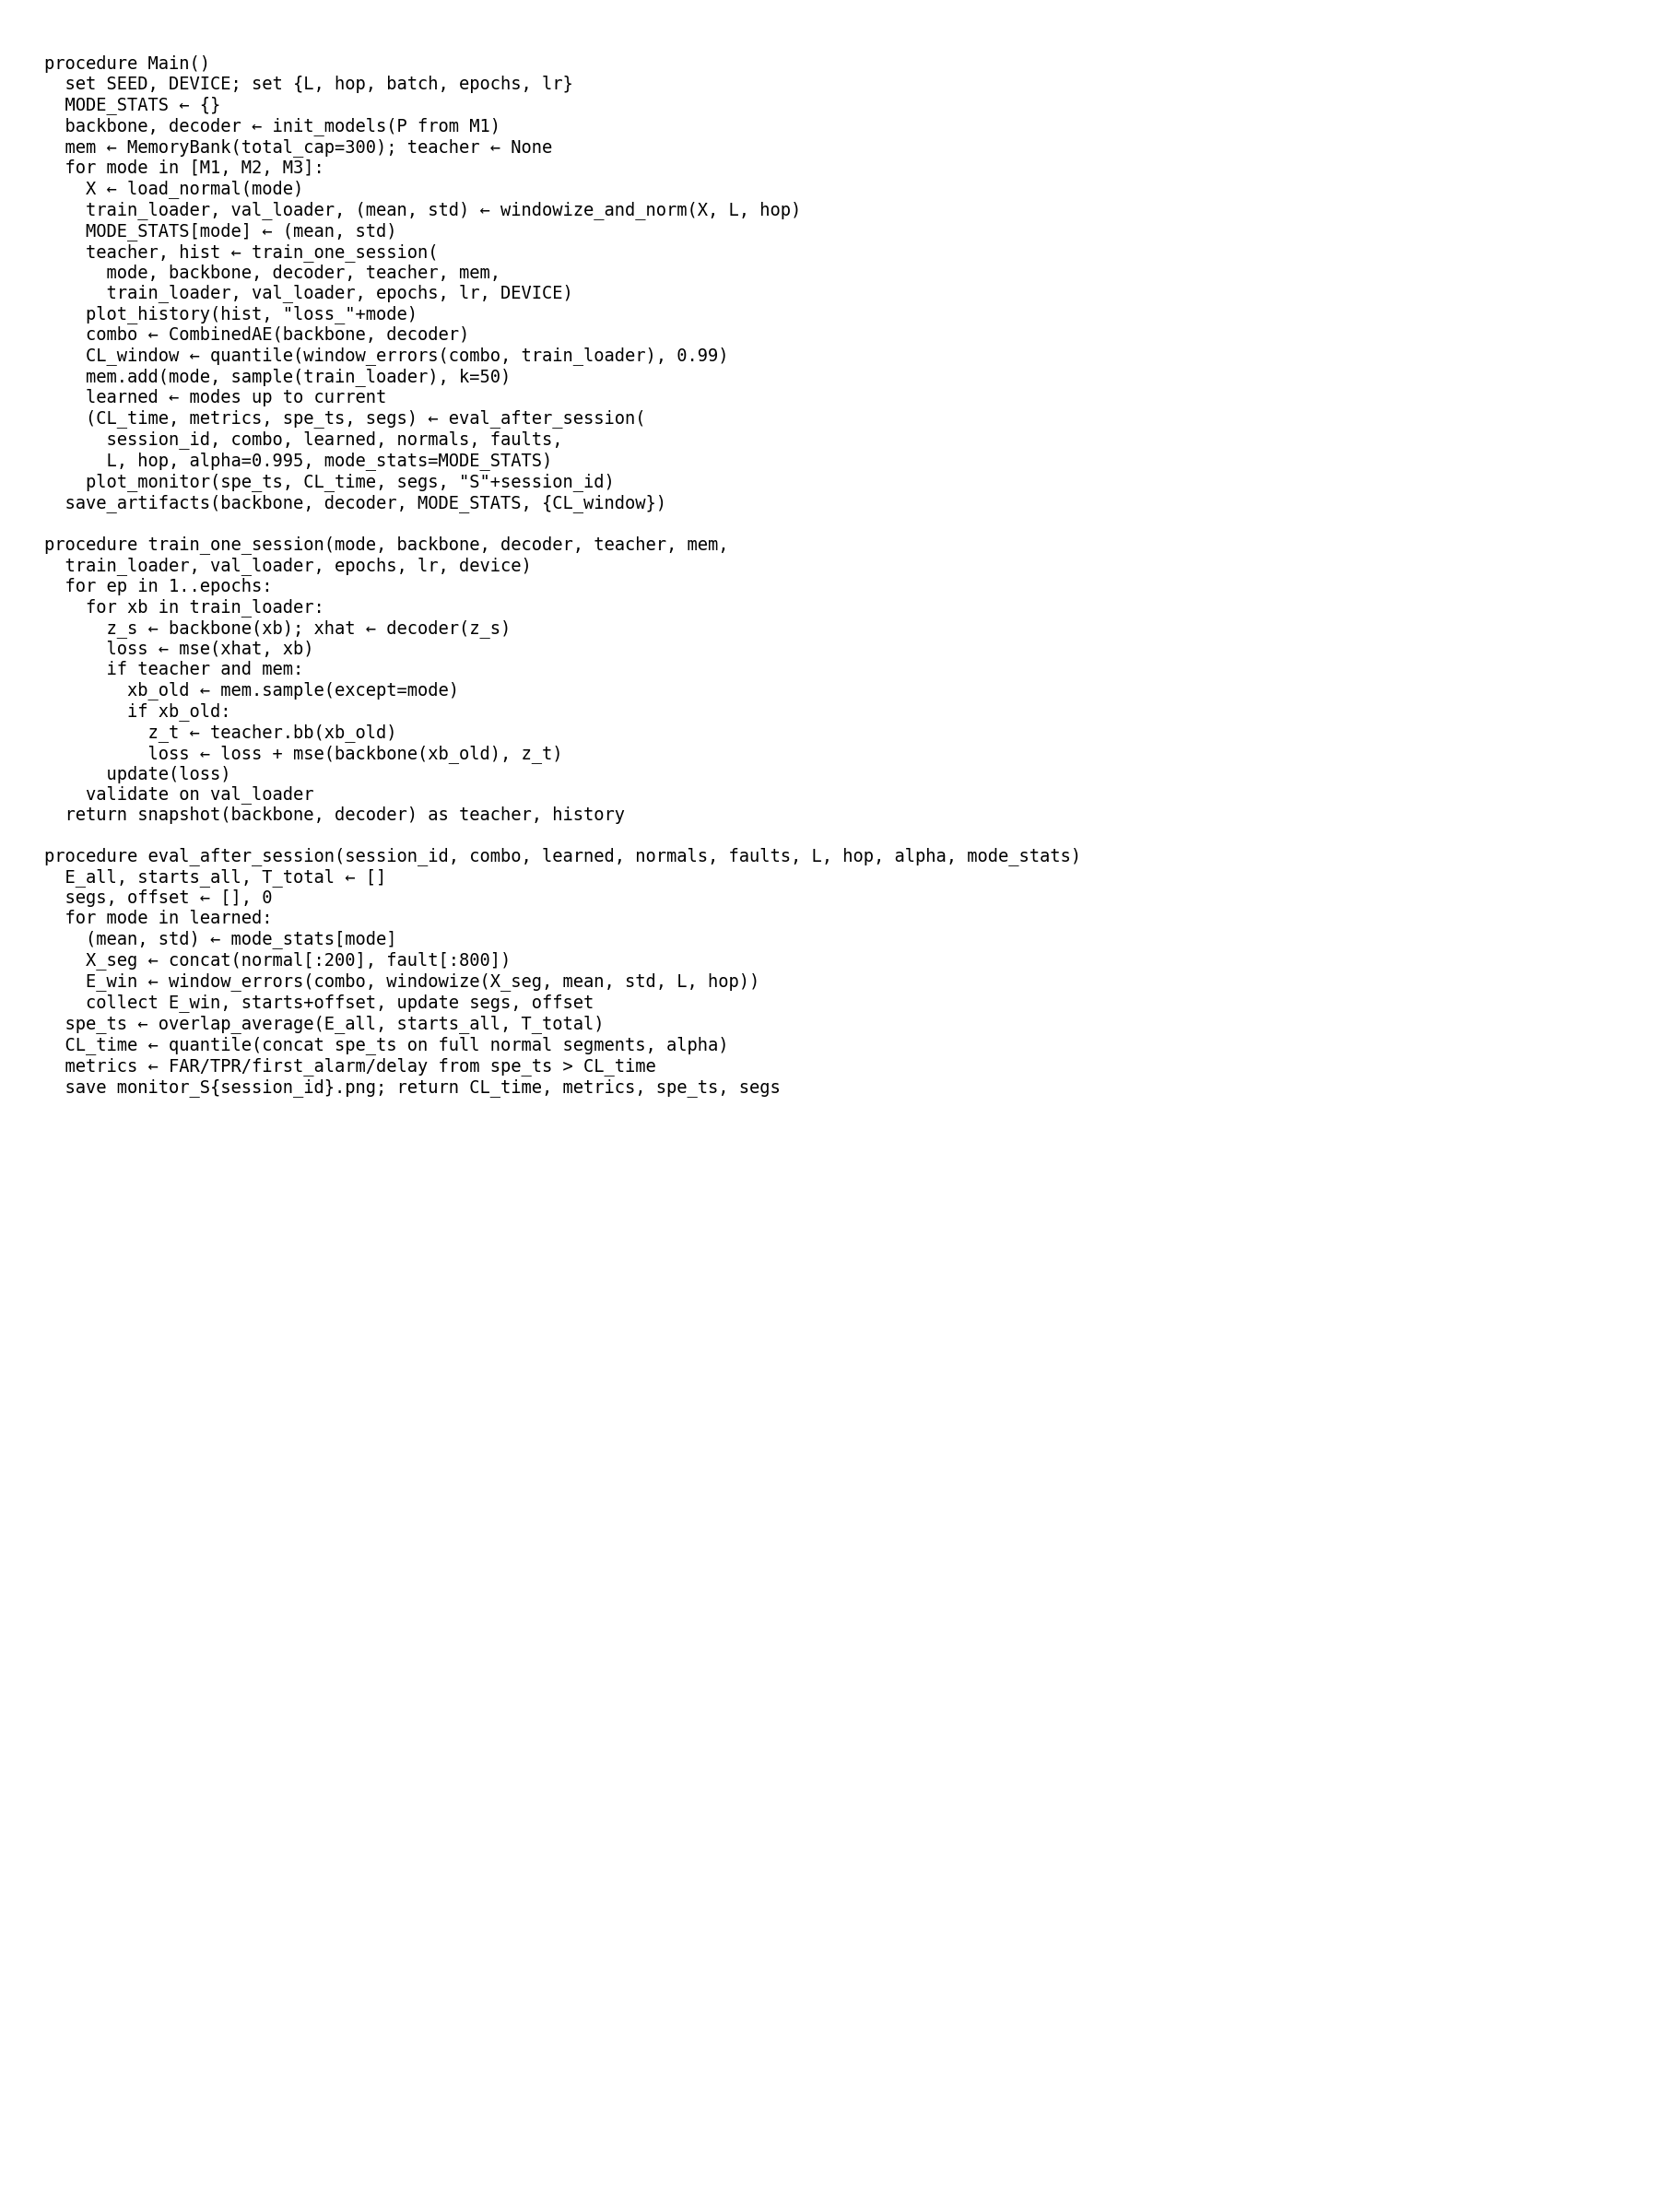 procedure Main()
  set SEED, DEVICE; set {L, hop, batch, epochs, lr}
  MODE_STATS ← {}
  backbone, decoder ← init_models(P from M1)
  mem ← MemoryBank(total_cap=300); teacher ← None
  for mode in [M1, M2, M3]:
    X ← load_normal(mode)
    train_loader, val_loader, (mean, std) ← windowize_and_norm(X, L, hop)
    MODE_STATS[mode] ← (mean, std)
    teacher, hist ← train_one_session(
      mode, backbone, decoder, teacher, mem,
      train_loader, val_loader, epochs, lr, DEVICE)
    plot_history(hist, "loss_"+mode)
    combo ← CombinedAE(backbone, decoder)
    CL_window ← quantile(window_errors(combo, train_loader), 0.99)
    mem.add(mode, sample(train_loader), k=50)
    learned ← modes up to current
    (CL_time, metrics, spe_ts, segs) ← eval_after_session(
      session_id, combo, learned, normals, faults,
      L, hop, alpha=0.995, mode_stats=MODE_STATS)
    plot_monitor(spe_ts, CL_time, segs, "S"+session_id)
  save_artifacts(backbone, decoder, MODE_STATS, {CL_window})

procedure train_one_session(mode, backbone, decoder, teacher, mem,
  train_loader, val_loader, epochs, lr, device)
  for ep in 1..epochs:
    for xb in train_loader:
      z_s ← backbone(xb); xhat ← decoder(z_s)
      loss ← mse(xhat, xb)
      if teacher and mem:
        xb_old ← mem.sample(except=mode)
        if xb_old:
          z_t ← teacher.bb(xb_old)
          loss ← loss + mse(backbone(xb_old), z_t)
      update(loss)
    validate on val_loader
  return snapshot(backbone, decoder) as teacher, history

procedure eval_after_session(session_id, combo, learned, normals, faults, L, hop, alpha, mode_stats)
  E_all, starts_all, T_total ← []
  segs, offset ← [], 0
  for mode in learned:
    (mean, std) ← mode_stats[mode]
    X_seg ← concat(normal[:200], fault[:800])
    E_win ← window_errors(combo, windowize(X_seg, mean, std, L, hop))
    collect E_win, starts+offset, update segs, offset
  spe_ts ← overlap_average(E_all, starts_all, T_total)
  CL_time ← quantile(concat spe_ts on full normal segments, alpha)
  metrics ← FAR/TPR/first_alarm/delay from spe_ts > CL_time
  save monitor_S{session_id}.png; return CL_time, metrics, spe_ts, segs